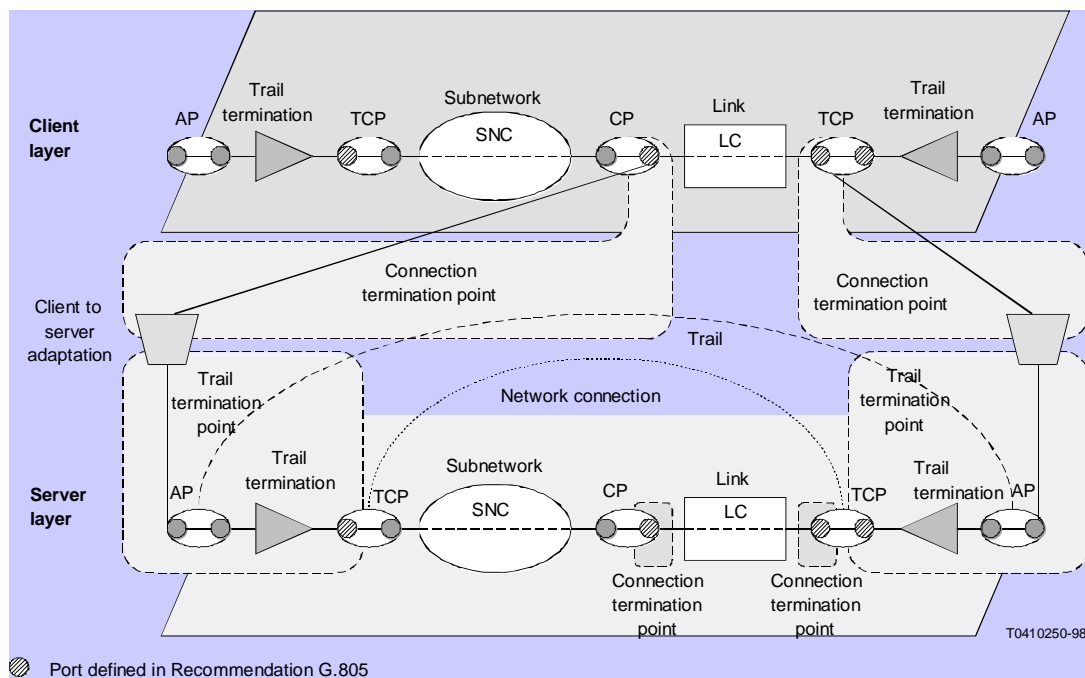 Client
layer
AP
Trail
termination
TCP
Subnetwork
SNC
CP
Link
LC
TCP
Trail
termination
AP
Connection
termination point
Connection
termination point
Client to
server
adaptation
Trail
Trail
termination
point
Network connection
Trail
termination
point
Server
layer
AP
Trail
termination
TCP
Subnetwork
SNC
CP
Link
LC
TCP
Trail
termination
AP
Connection
termination
point
Connection
termination
point
T0410250-98
Port defined in Recommendation G.805